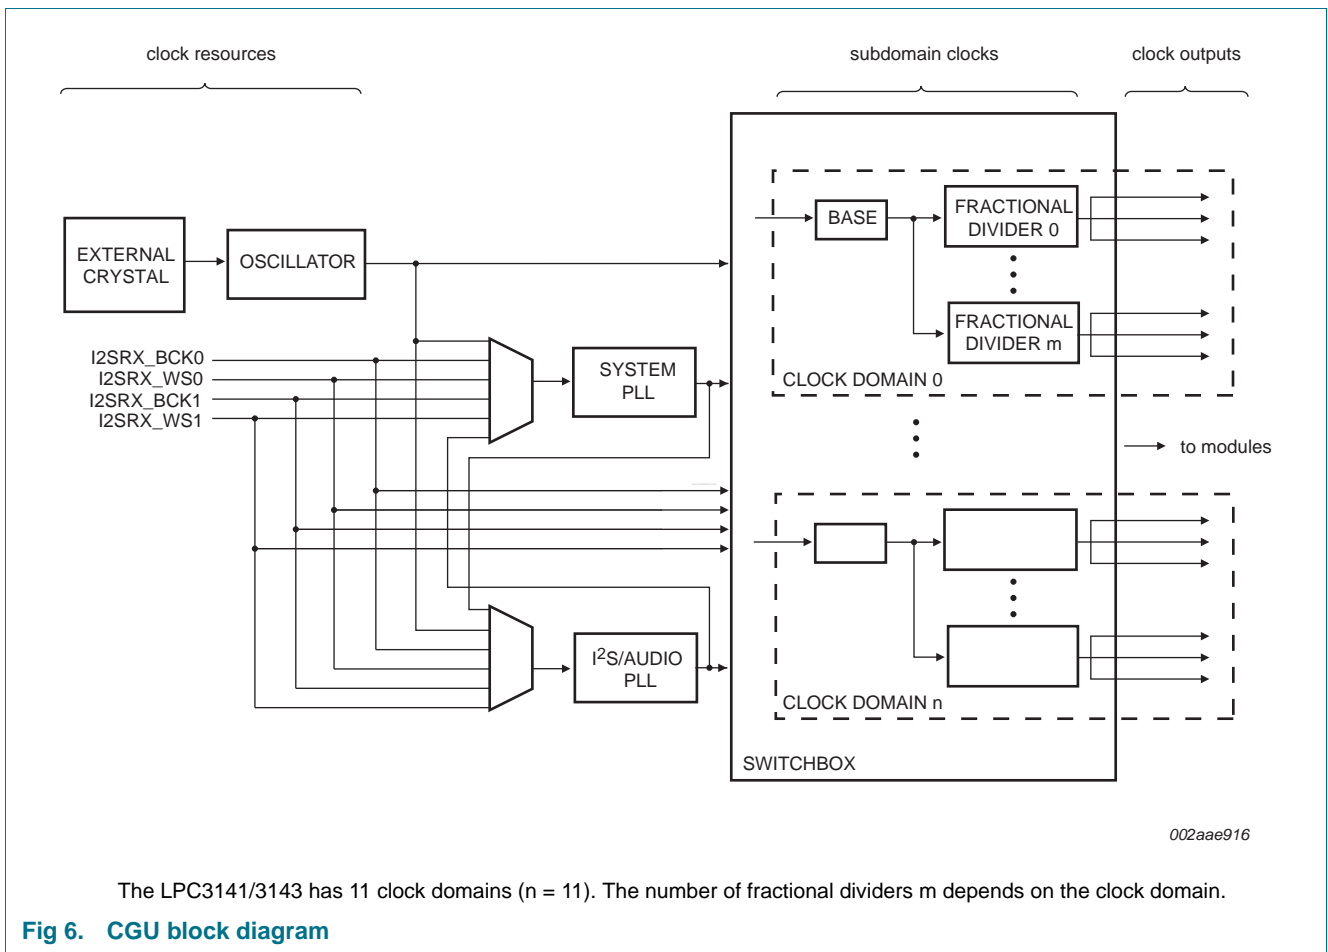 clock resources
subdomain clocks
clock outputs
EXTERNAL
CRYSTAL
OSCILLATOR
BASE
FRACTIONAL
DIVIDER 0
FRACTIONAL
DIVIDER m
CLOCK DOMAIN 0
I2SRX_BCK0
I2SRX_WS0
I2SRX_BCK1
I2SRX_WS1
SYSTEM
PLL
to modules
I2S/AUDIO
PLL
CLOCK DOMAIN n
SWITCHBOX
002aae916
The LPC3141/3143 has 11 clock domains (n = 11). The number of fractional dividers m depends on the clock domain.
Fig 6. CGU block diagram